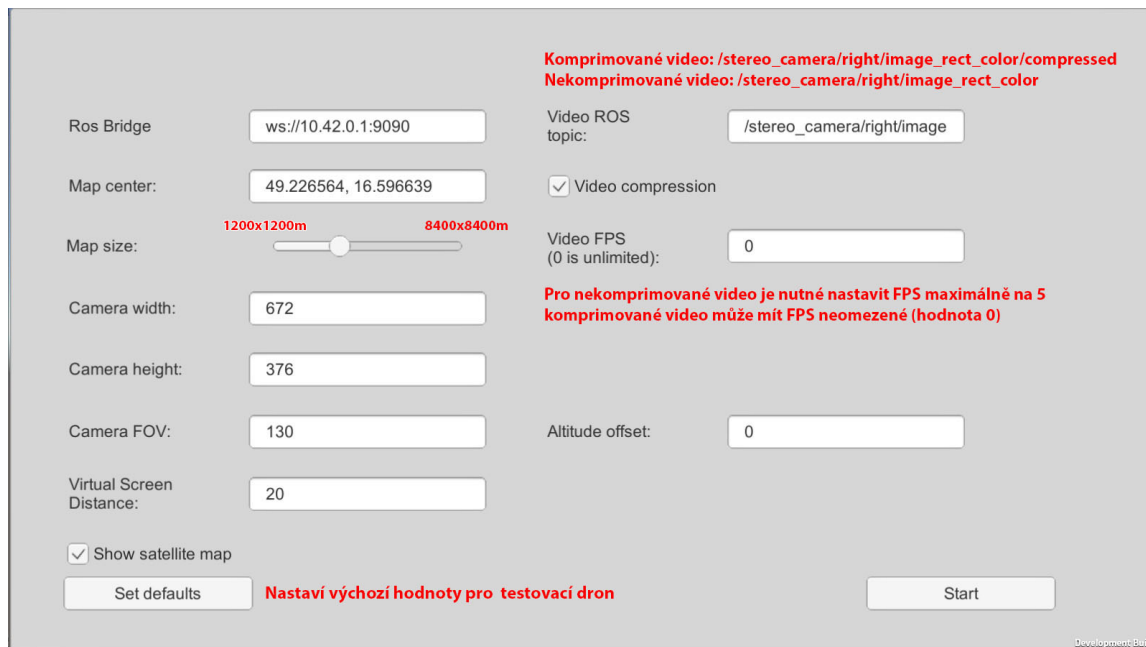 Komprimované video: /stereo_camera/right/image_rect_color/compressed
Nekomprimované video: /stereo_camera/right/image_rect_color
Ros Bridge
ws://10.42.0.1:9090
Video ROS
topic:
/stereo_camera/right/image
Map center:
49.226564, 16.596639
Video compression
1200x1200m
8400x8400m
Map size:
Video FPS
(0 is unlimited):
0
Pro nekomprimované video je nutné nastavit FPS maximálně na 5
komprimované video může mít FPS neomezené (hodnota 0)
Camera width:
672
Camera height:
376
Camera FOV:
130
Altitude offset:
0
Virtual Screen
Distance:
20
Show satellite map
Set defaults
Nastaví výchozí hodnoty pro testovací dron
Start
Development